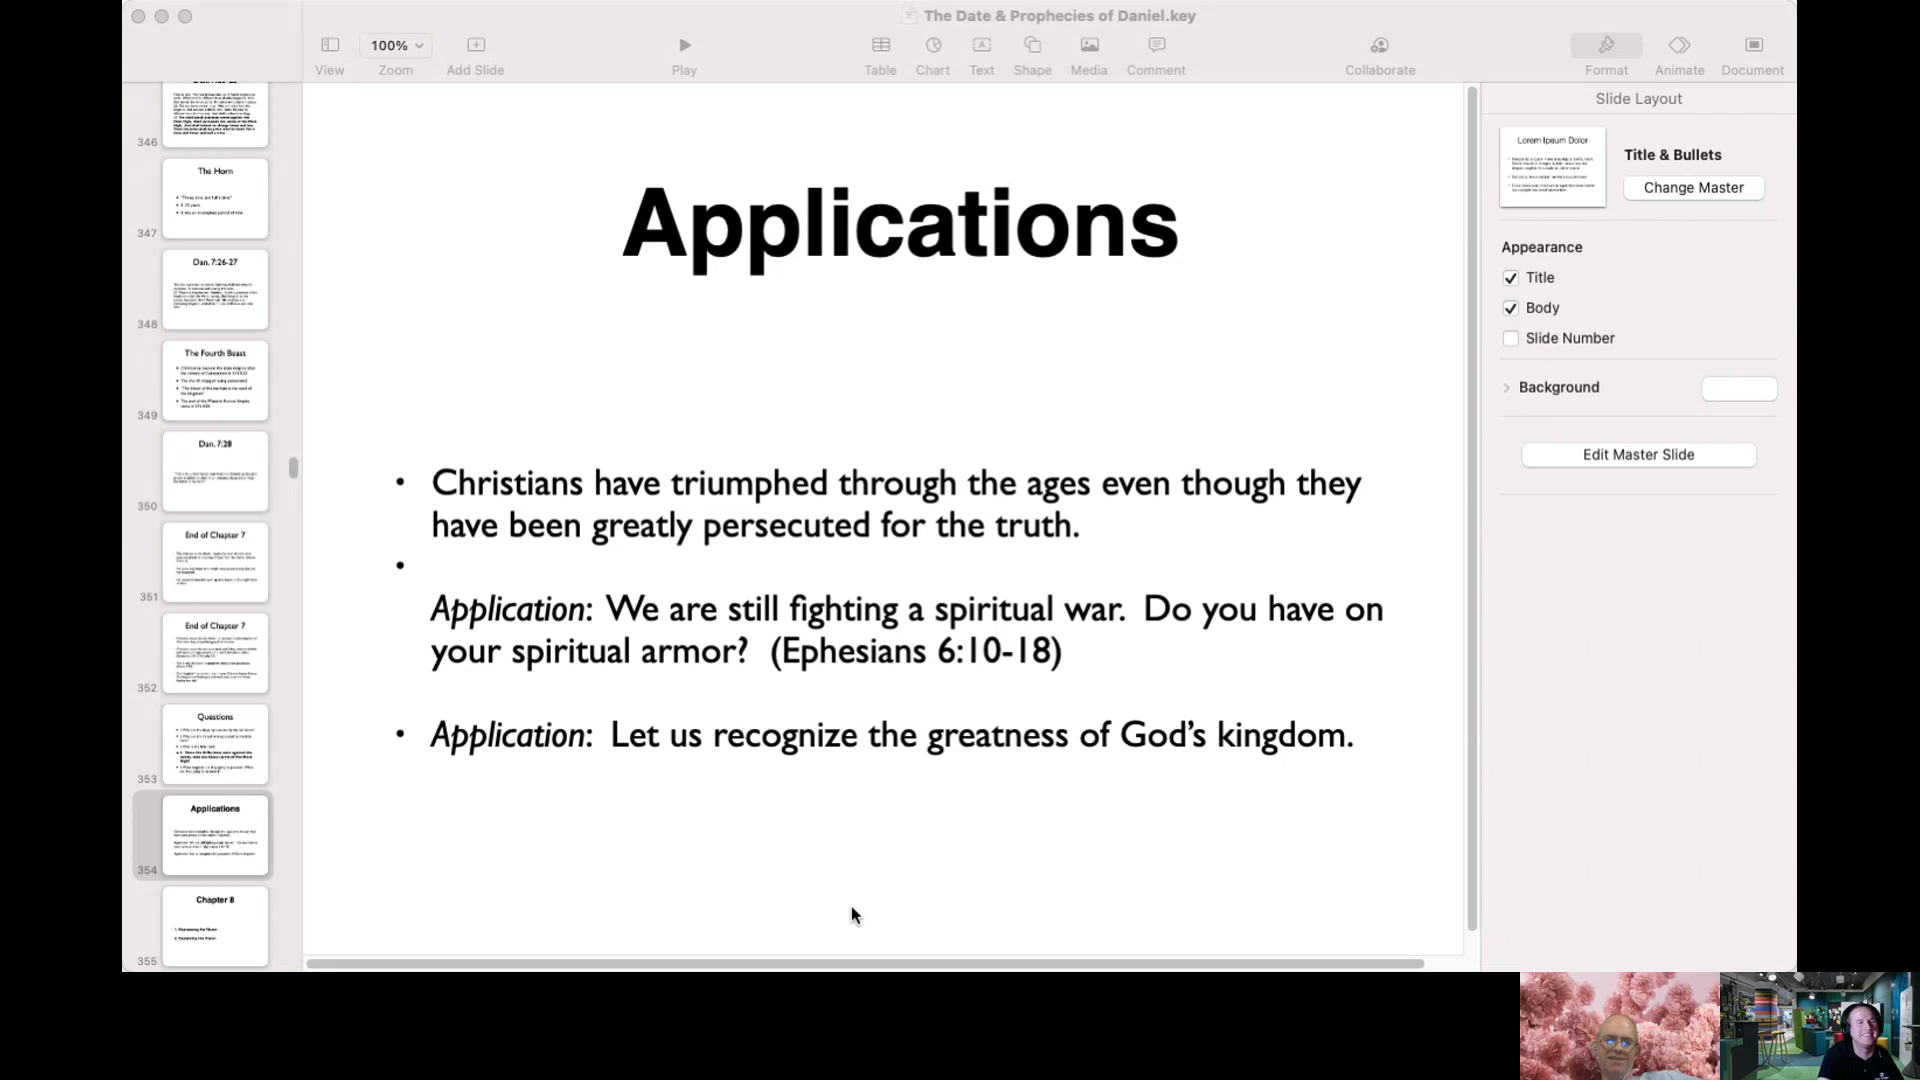 The Date & Prophecies of Daniel.key
100%
View
Zoom
Add Slide
Play
Table
Chart
Text
Shape
Media
Comment
Collaborate
Format
Animate
Document
346
The Horn
347
Dan. 7:26-27
348
The Fourth Beast
349
Dan. 7:28
350
End of Chapter 7
351
End of Chapter 7
352
Questions
353
Applications
354
Chapter 8
355
Applications
• Christians have triumphed through the ages even though they
have been greatly persecuted for the truth.
•
Application: We are still fighting a spiritual war. Do you have on
your spiritual armor? (Ephesians 6:10-18)
• Application: Let us recognize the greatness of God's kingdom.
Slide Layout
Lorem Ipsum Dolor
Title & Bullets
Change Master
Appearance
Title
Body
Slide Number
Background
Edit Master Slide